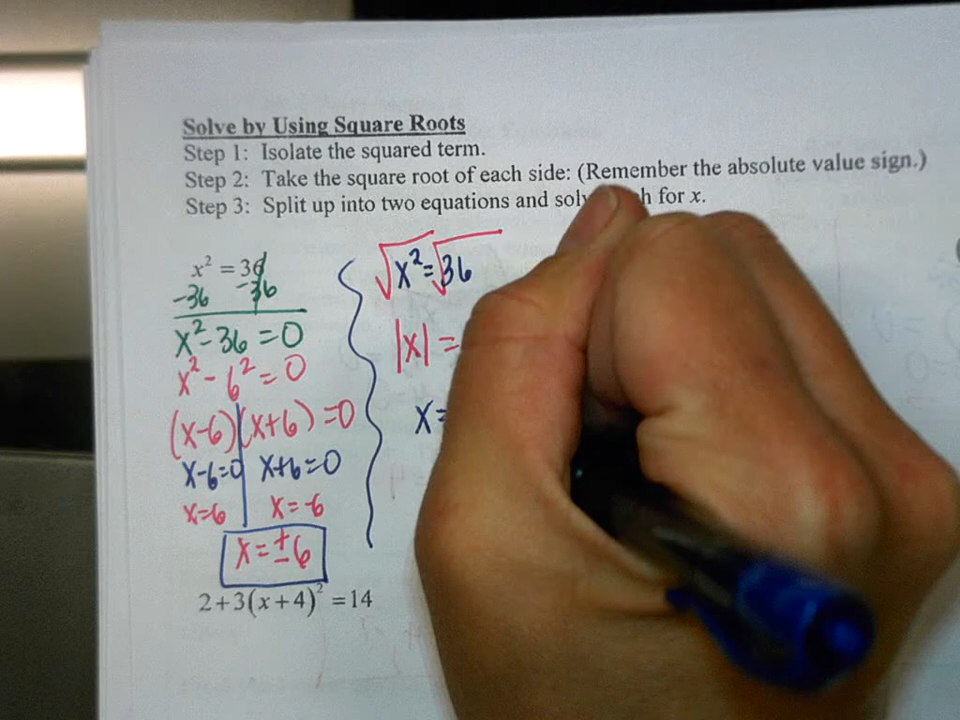 Solve by Using Square Roots
Step 1: Isolate the squared term.
Step 2: Take the square root of each side: (Remember the absolute value sign.)
Step 3: Split up into two equations and for x.
x² = 36
-36 -36
x² - 36 = 0
x² - 6² = 0
(x-6)(x+6) = 0
x-6=0 x+6=0
x=6 x=-6
x=±6
√x² = √36
|x| =
x=
2+3(x+4)² = 14